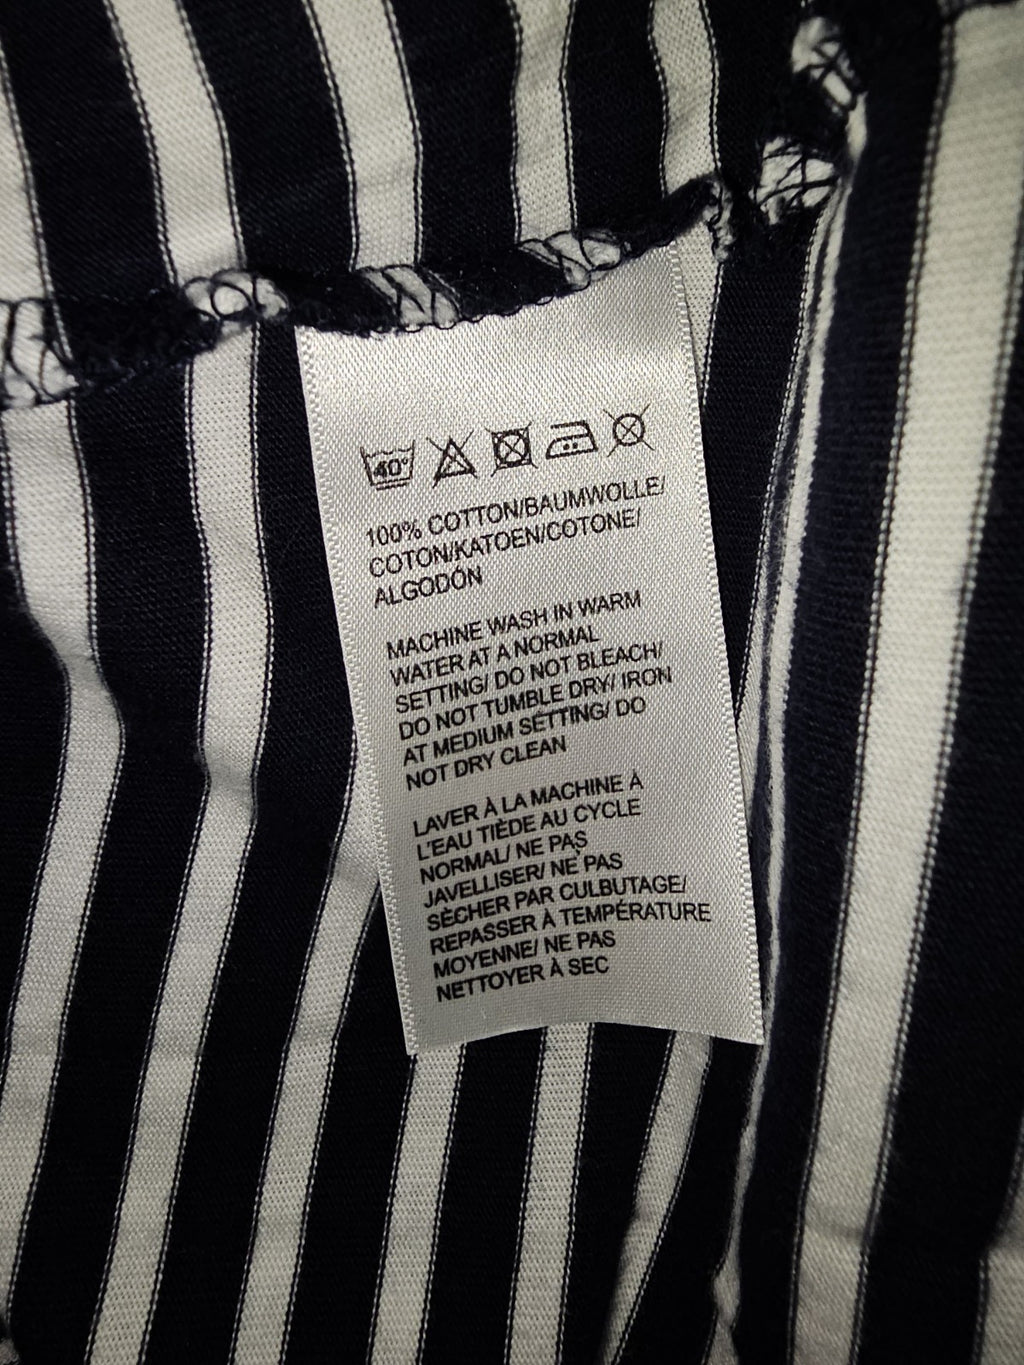 40°
100% COTTON/BAUMWOLLE/
COTON/KATOEN/COTONE/
ALGODÓN
MACHINE WASH IN WARM
WATER AT A NORMAL
SETTING/ DO NOT BLEACH/
DO NOT TUMBLE DRY/ IRON
AT MEDIUM SETTING/ DO
NOT DRY CLEAN
LAVER À LA MACHINE À
L'EAU TIÈDE AU CYCLE
NORMAL/ NE PAS
JAVELLISER/ NE PAS
SÈCHER PAR CULBUTAGE/
REPASSER À TEMPÉRATURE
MOYENNE/ NE PAS
NETTOYER À SEC